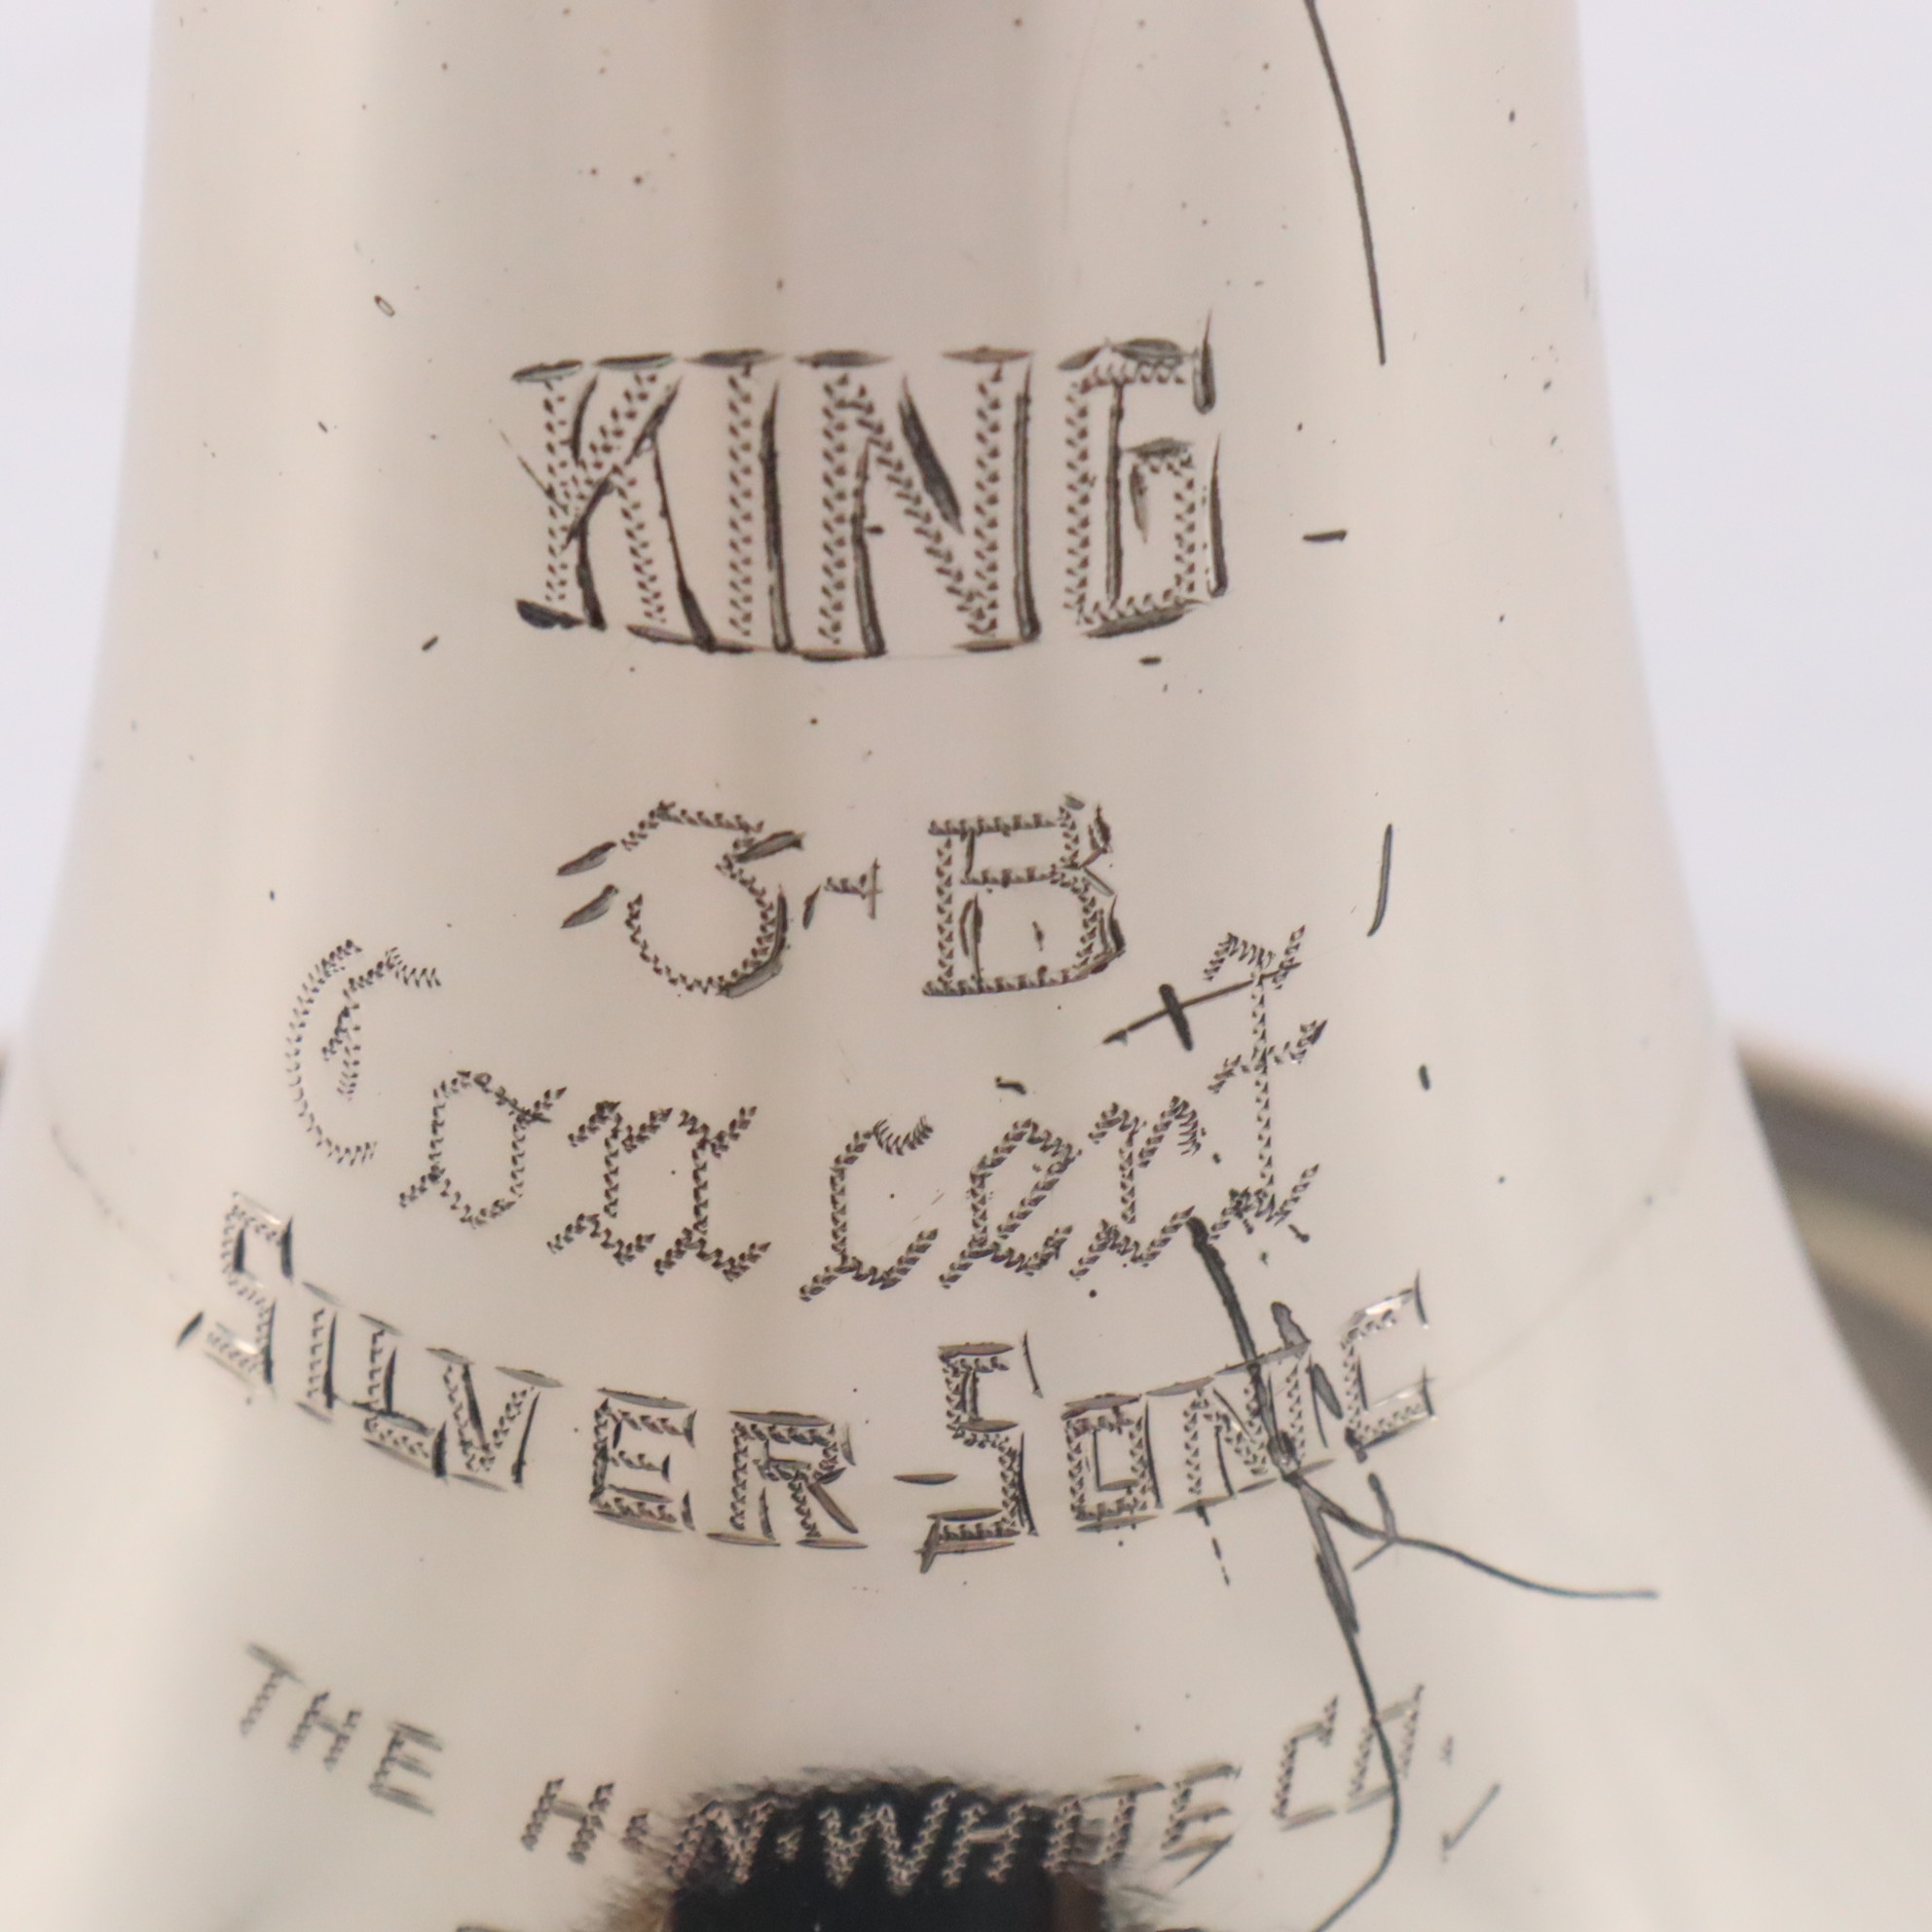 KING
3-B
Concert
SILVER-SONIC
THE H.N.WHITE CO.